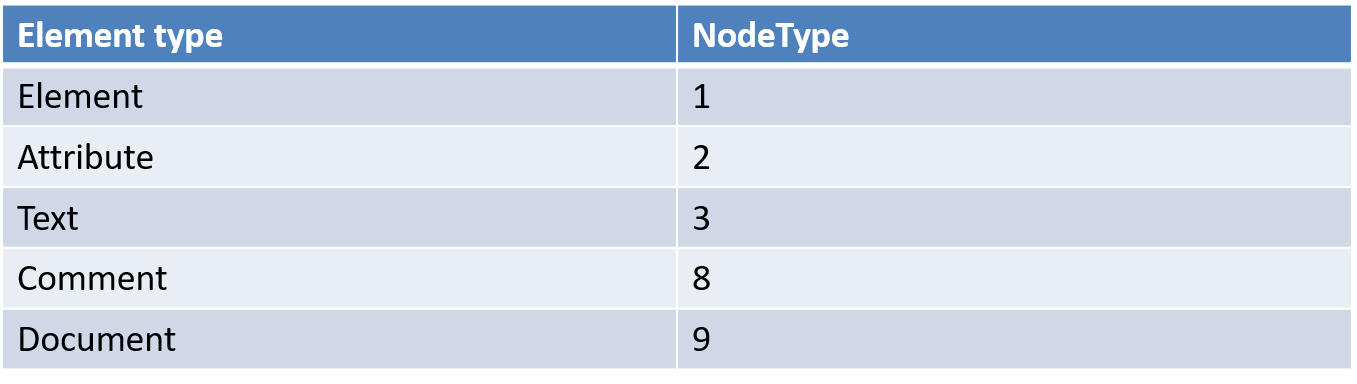 Element type NodeType
Element 1
Attribute 2
Text 3
Comment 8
Document 9